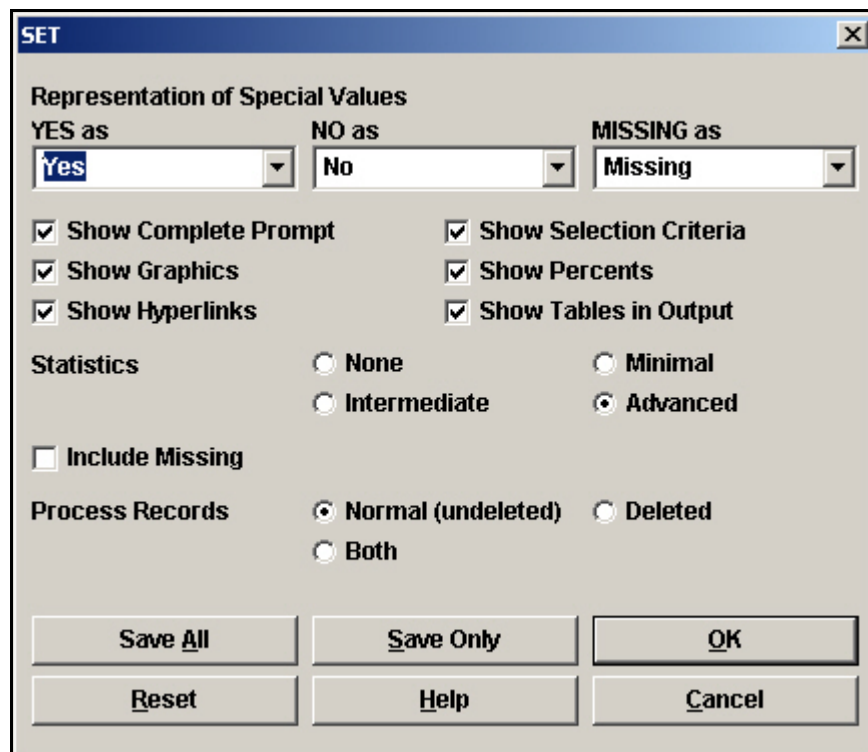 SET
Representation of Special Values
YES as NO as MISSING as
Yes No Missing
Show Complete Prompt Show Selection Criteria
Show Graphics Show Percents
Show Hyperlinks Show Tables in Output
Statistics None Minimal
Intermediate Advanced
Include Missing
Process Records Normal (undeleted) Deleted
Both
Save All Save Only OK
Reset Help Cancel